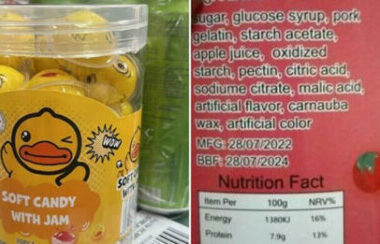 WOW
SOFT CANDY
WITH JAM
SOFT
WITH
sugar, glucose syrup, pork
gelatin, starch acetate,
apple juice, oxidized
starch, pectin, citric acid,
sodiume citrate, malic acid,
artificial flavor, carnauba
wax, artificial color
MFG: 28/07/2022
BBF: 28/07/2024
Nutrition Fact
Item Per 100g NRV%
Energy 1380KJ 16%
Protein 7.9g 13%